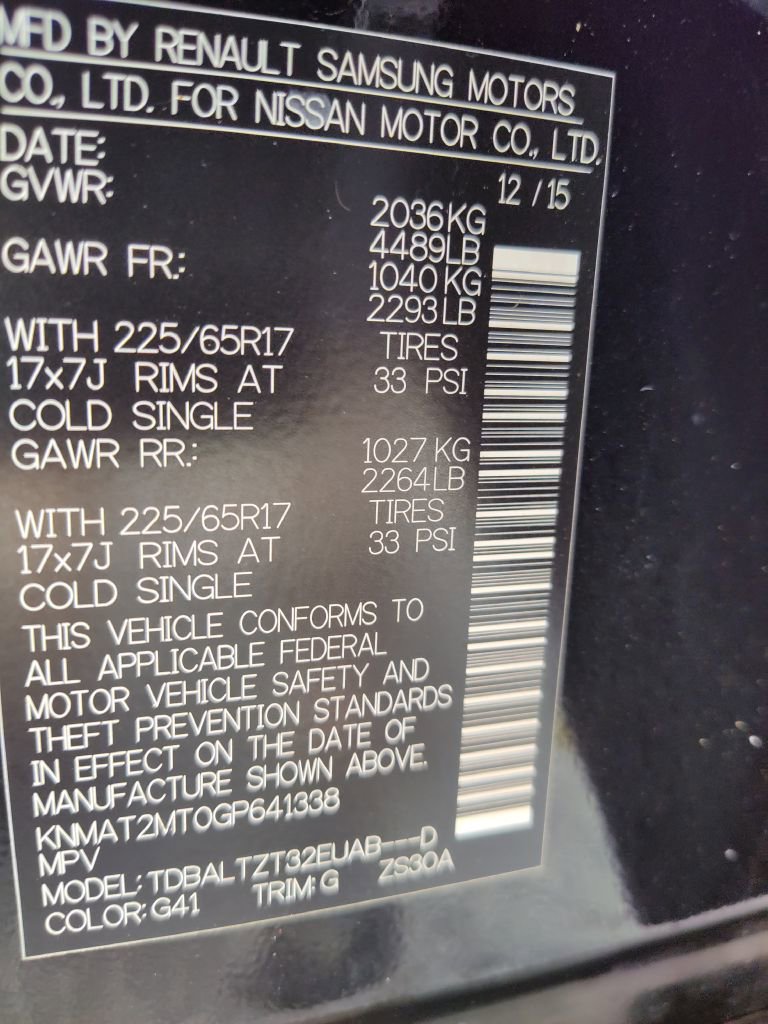 MFD BY RENAULT SAMSUNG MOTORS
CO., LTD. FOR NISSAN MOTOR CO., LTD.
DATE: 12 / 15
GVWR: 2036 KG
4489 LB
GAWR FR.: 1040 KG
2293 LB
WITH 225/65R17 TIRES
17x7J RIMS AT 33 PSI
COLD SINGLE
GAWR RR.: 1027 KG
2264 LB
WITH 225/65R17 TIRES
17x7J RIMS AT 33 PSI
COLD SINGLE
THIS VEHICLE CONFORMS TO
ALL APPLICABLE FEDERAL
MOTOR VEHICLE SAFETY AND
THEFT PREVENTION STANDARDS
IN EFFECT ON THE DATE OF
MANUFACTURE SHOWN ABOVE.
KNMAT2MT0GP641338
MPV
MODEL: TDBALTZT32EUAB---D
COLOR: G41 TRIM: G ZS30A